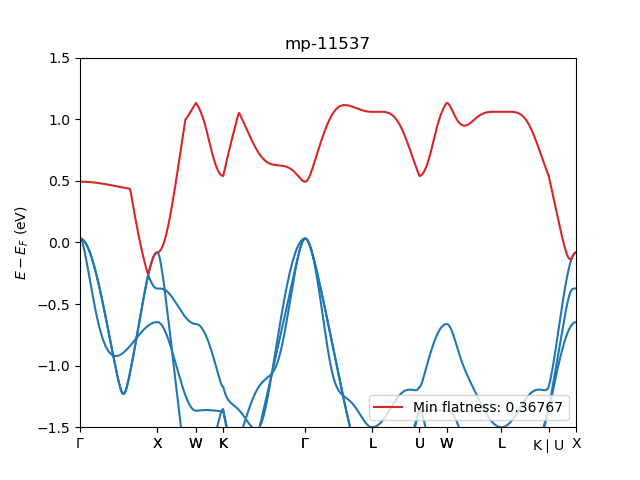 mp-11537
E − E_F (eV)
1.5
1.0
0.5
0.0
−0.5
−1.0
−1.5
Min flatness: 0.36767
Γ X W K Γ L U W L K | U X